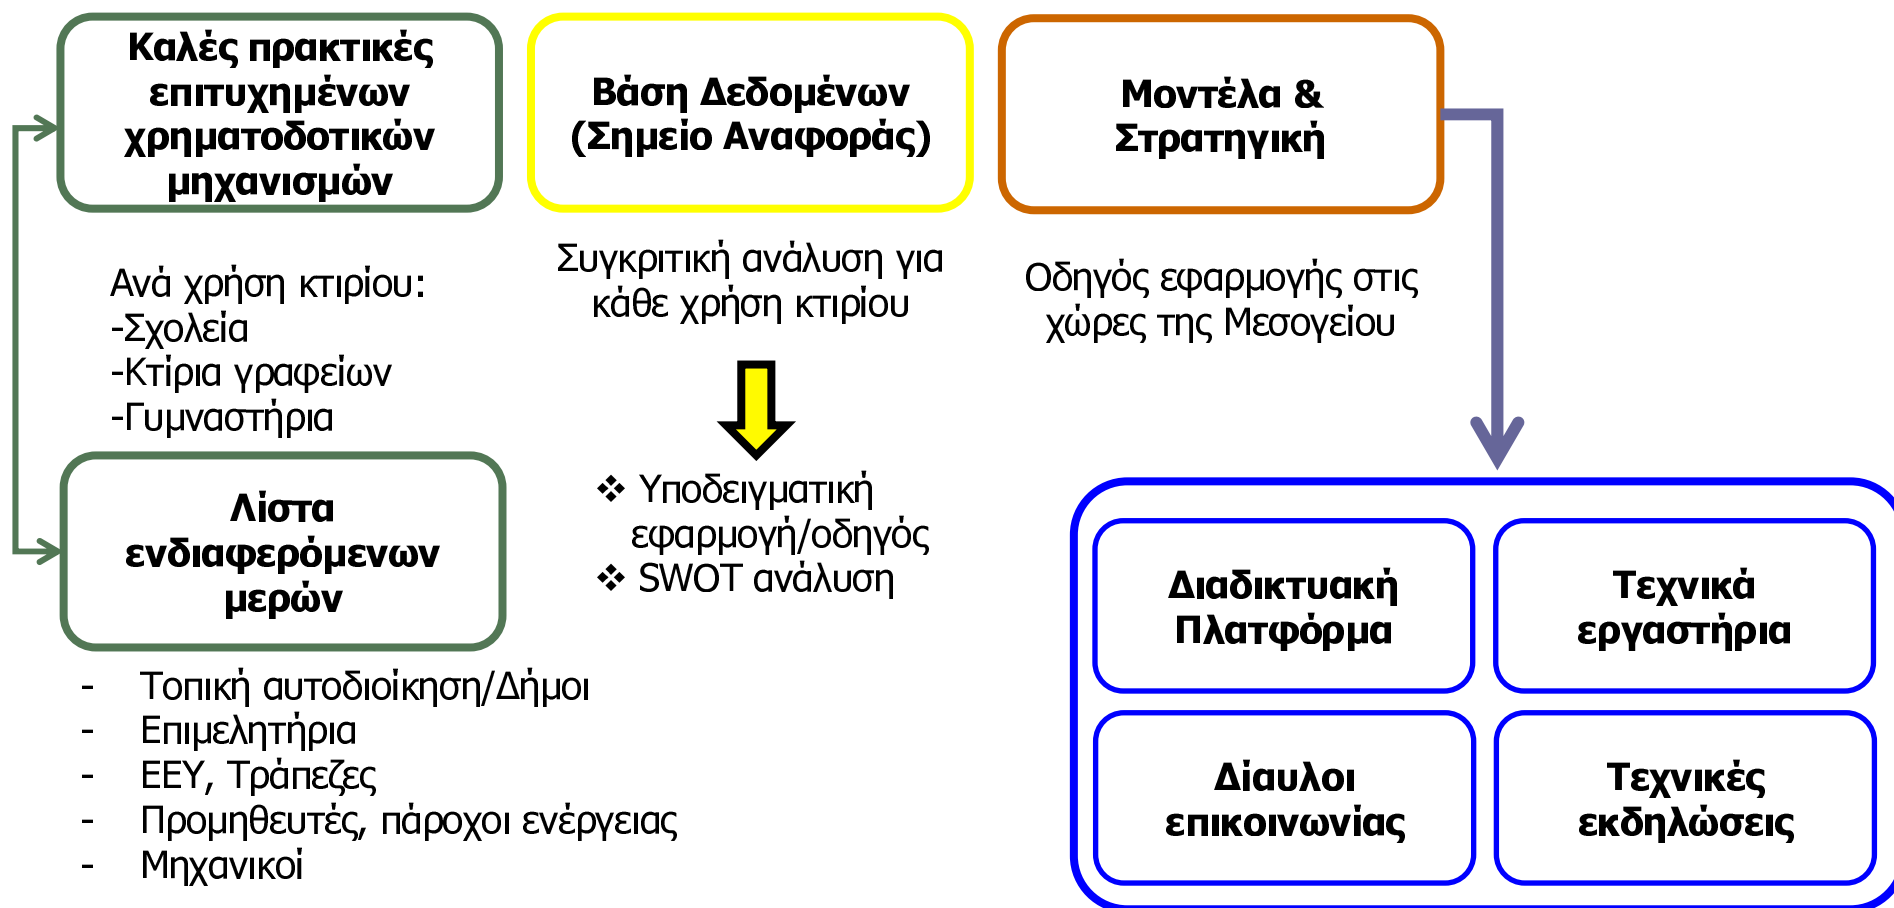 Καλές πρακτικές
επιτυχημένων
χρηματοδοτικών
μηχανισμών
Ανά χρήση κτιρίου:
-Σχολεία
-Κτίρια γραφείων
-Γυμναστήρια
Λίστα
ενδιαφερόμενων
μερών
- Τοπική αυτοδιοίκηση/Δήμοι
- Επιμελητήρια
- ΕΕΥ, Τράπεζες
- Προμηθευτές, πάροχοι ενέργειας
- Μηχανικοί
Βάση Δεδομένων
(Σημείο Αναφοράς)
Συγκριτική ανάλυση για
κάθε χρήση κτιρίου
❖ Υποδειγματική
εφαρμογή/οδηγός
❖ SWOT ανάλυση
Μοντέλα &
Στρατηγική
Οδηγός εφαρμογής στις
χώρες της Μεσογείου
Διαδικτυακή
Πλατφόρμα
Τεχνικά
εργαστήρια
Δίαυλοι
επικοινωνίας
Τεχνικές
εκδηλώσεις